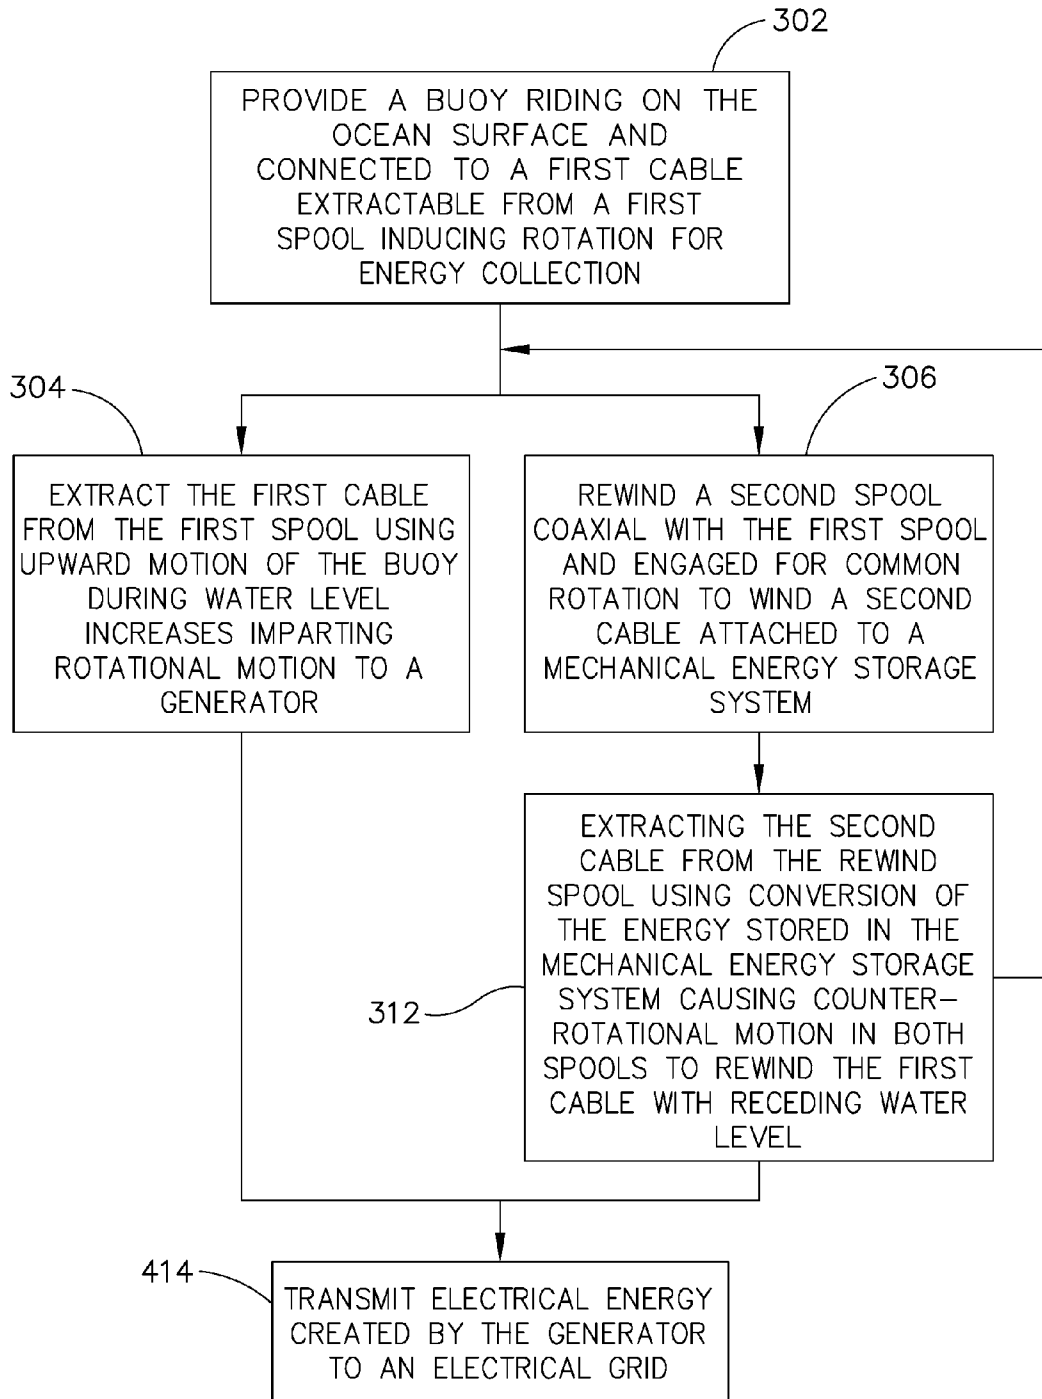 302
PROVIDE A BUOY RIDING ON THE
OCEAN SURFACE AND
CONNECTED TO A FIRST CABLE
EXTRACTABLE FROM A FIRST
SPOOL INDUCING ROTATION FOR
ENERGY COLLECTION
304
EXTRACT THE FIRST CABLE
FROM THE FIRST SPOOL USING
UPWARD MOTION OF THE BUOY
DURING WATER LEVEL
INCREASES IMPARTING
ROTATIONAL MOTION TO A
GENERATOR
306
REWIND A SECOND SPOOL
COAXIAL WITH THE FIRST SPOOL
AND ENGAGED FOR COMMON
ROTATION TO WIND A SECOND
CABLE ATTACHED TO A
MECHANICAL ENERGY STORAGE
SYSTEM
312
EXTRACTING THE SECOND
CABLE FROM THE REWIND
SPOOL USING CONVERSION OF
THE ENERGY STORED IN THE
MECHANICAL ENERGY STORAGE
SYSTEM CAUSING COUNTER-
ROTATIONAL MOTION IN BOTH
SPOOLS TO REWIND THE FIRST
CABLE WITH RECEDING WATER
LEVEL
414
TRANSMIT ELECTRICAL ENERGY
CREATED BY THE GENERATOR
TO AN ELECTRICAL GRID